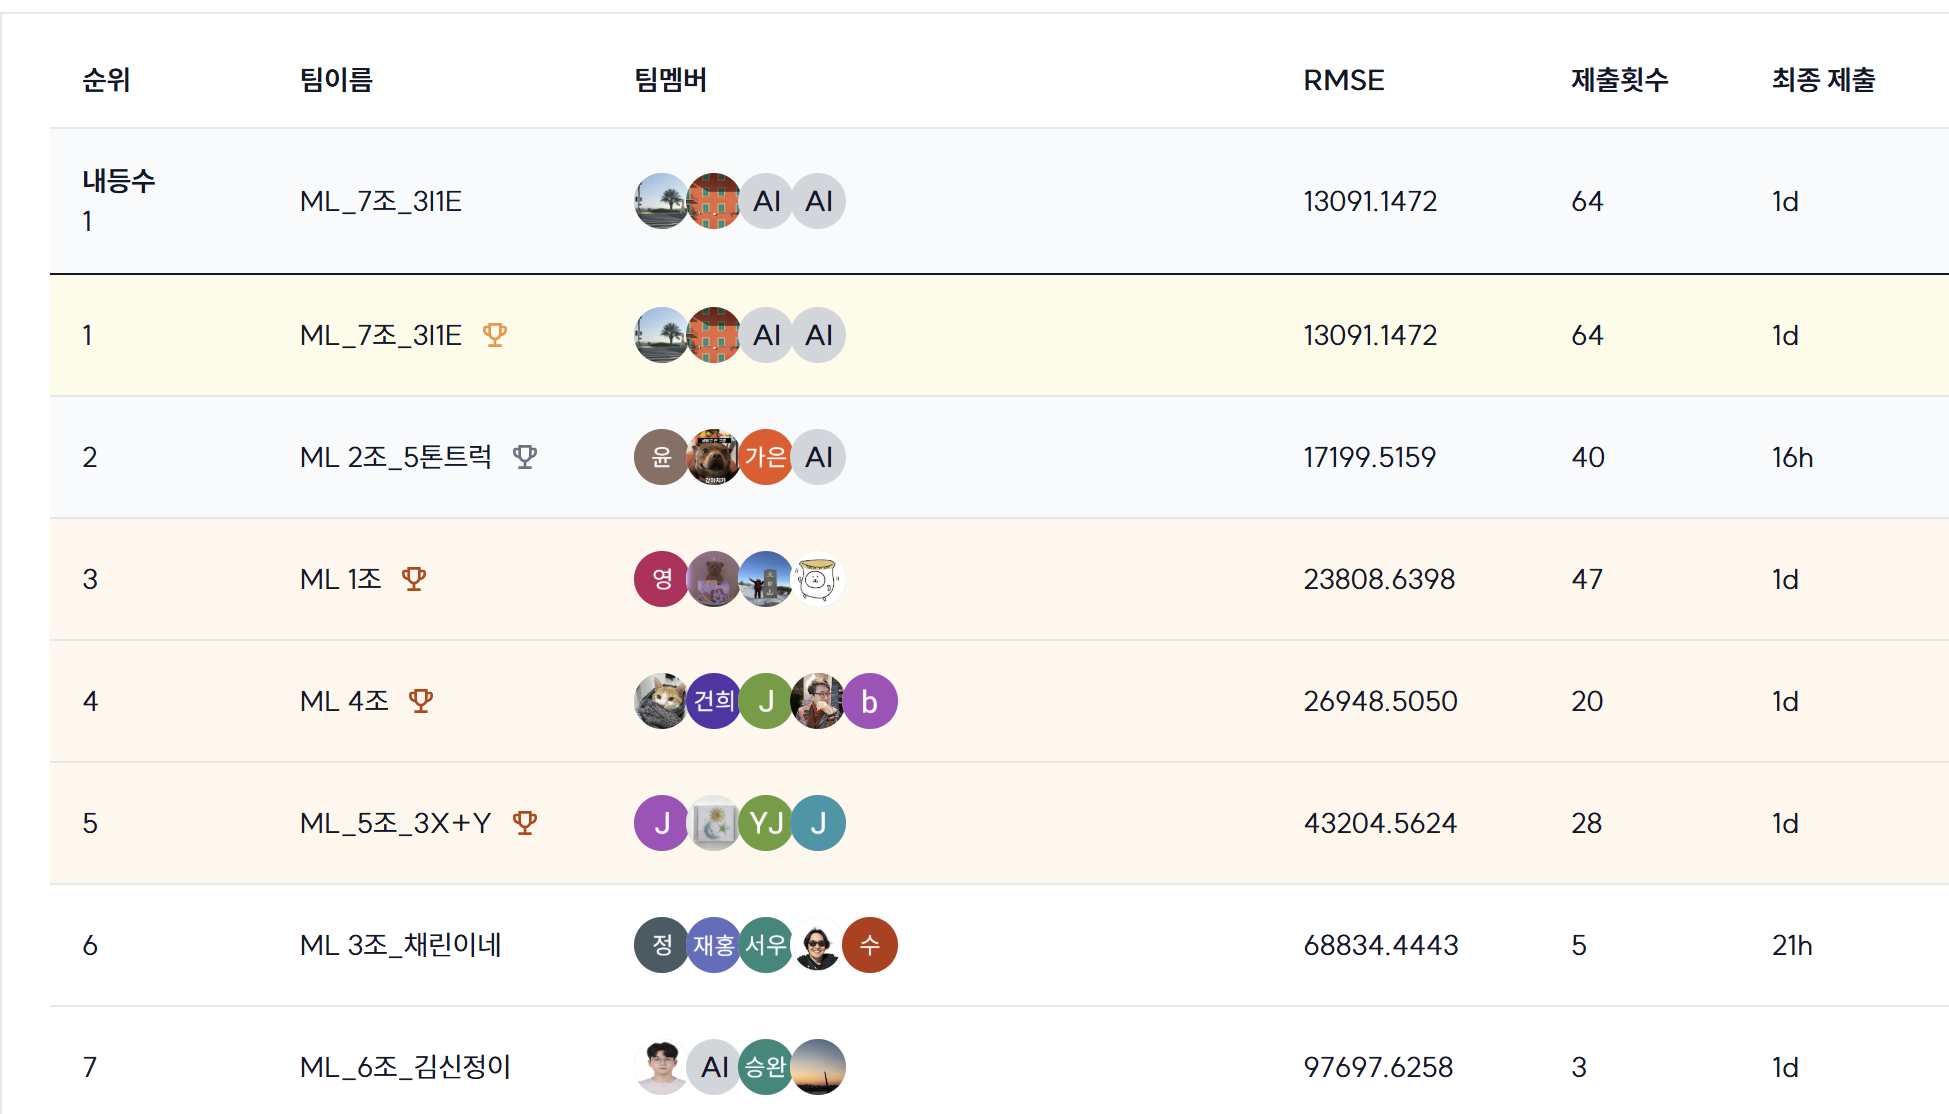 순위 팀이름 팀멤버 RMSE 제출횟수 최종 제출
내등수
1 ML_7조_3I1E AI AI 13091.1472 64 1d
1 ML_7조_3I1E AI AI 13091.1472 64 1d
2 ML 2조_5톤트럭 윤 가은 AI 17199.5159 40 16h
3 ML 1조 영 23808.6398 47 1d
4 ML 4조 건희 J b 26948.5050 20 1d
5 ML_5조_3X+Y J YJ J 43204.5624 28 1d
6 ML 3조_채린이네 정 재홍 서우 수 68834.4443 5 21h
7 ML_6조_김신정이 AI 승완 97697.6258 3 1d